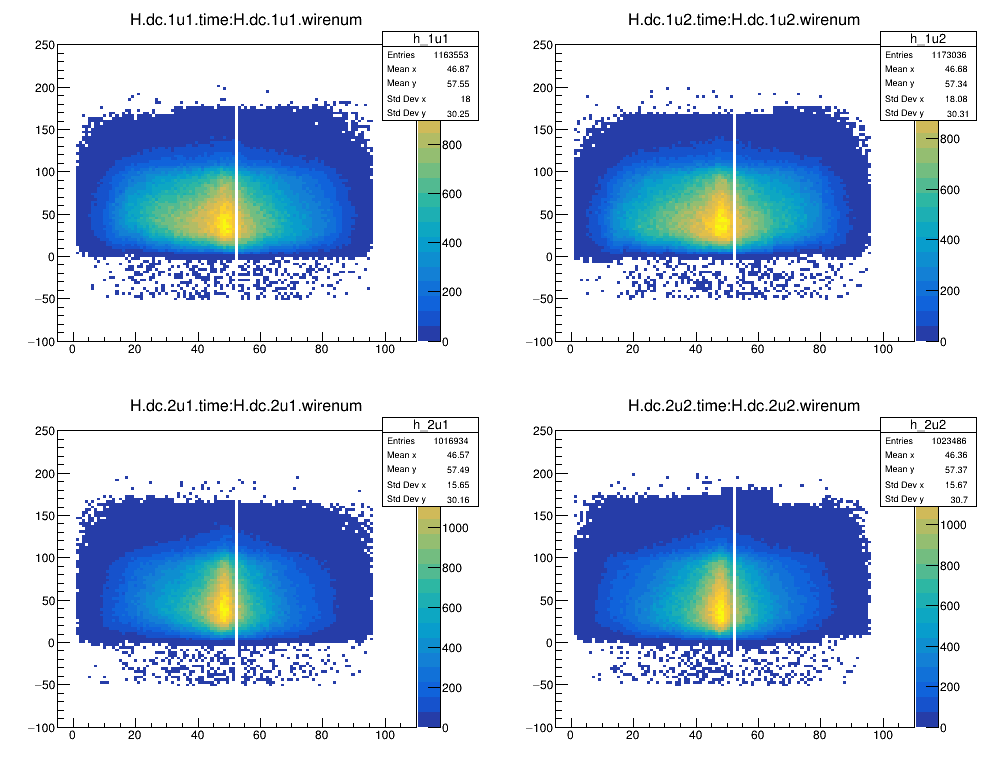 H.dc.1u1.time:H.dc.1u1.wirenum
h_1u1
Entries 1163553
Mean x 46.87
Mean y 57.55
Std Dev x 18
Std Dev y 30.25
250
200
150
100
50
0
−50
−100
0 20 40 60 80 100
800
600
400
200
0
H.dc.1u2.time:H.dc.1u2.wirenum
h_1u2
Entries 1173036
Mean x 46.68
Mean y 57.34
Std Dev x 18.08
Std Dev y 30.31
250
200
150
100
50
0
−50
−100
0 20 40 60 80 100
800
600
400
200
0
H.dc.2u1.time:H.dc.2u1.wirenum
h_2u1
Entries 1016934
Mean x 46.57
Mean y 57.49
Std Dev x 15.65
Std Dev y 30.16
250
200
150
100
50
0
−50
−100
0 20 40 60 80 100
1000
800
600
400
200
0
H.dc.2u2.time:H.dc.2u2.wirenum
h_2u2
Entries 1023486
Mean x 46.36
Mean y 57.37
Std Dev x 15.67
Std Dev y 30.7
250
200
150
100
50
0
−50
−100
0 20 40 60 80 100
1000
800
600
400
200
0